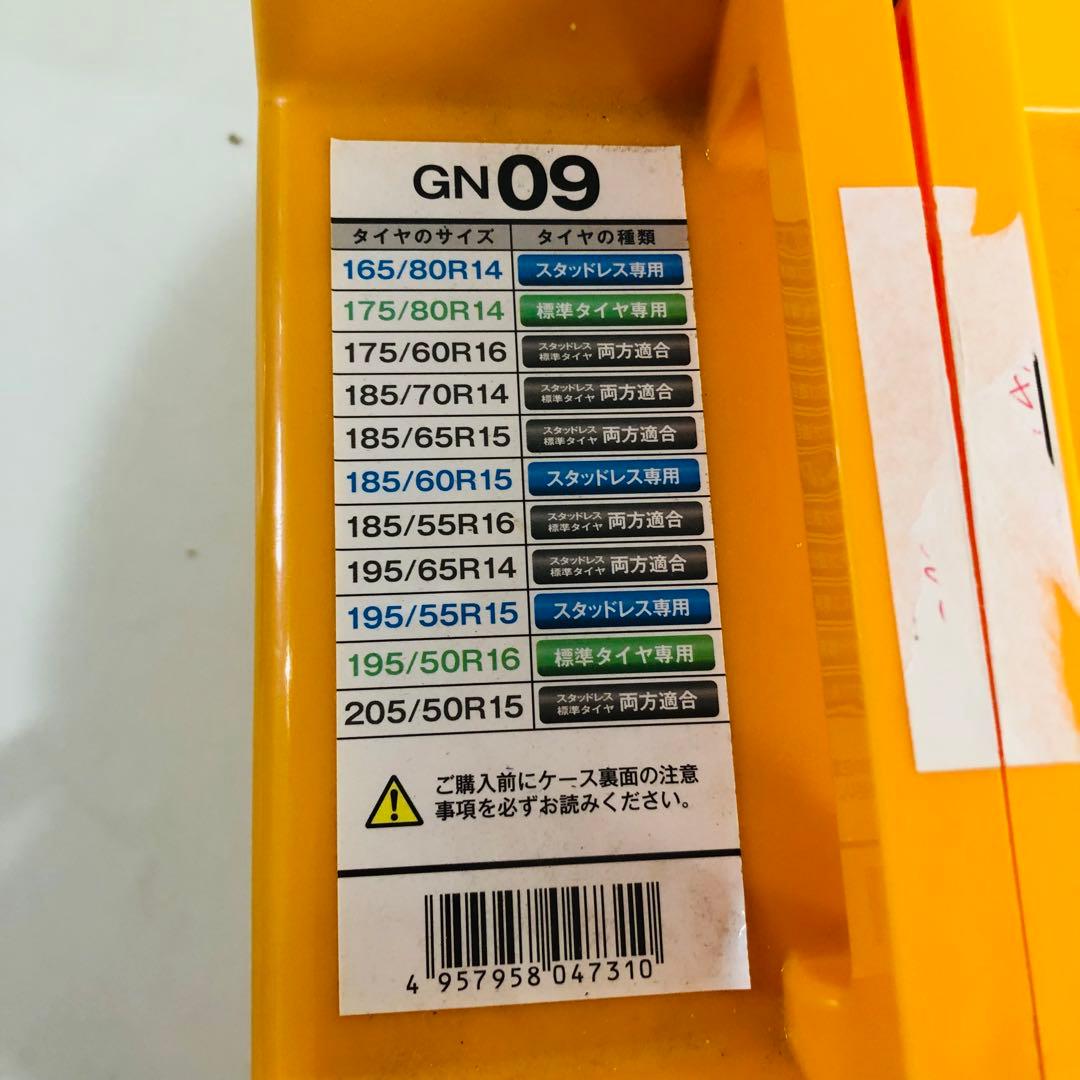 GN09
タイヤのサイズ タイヤの種類
165/80R14 スタッドレス専用
175/80R14 標準タイヤ専用
175/60R16 スタッドレス 標準タイヤ 両方適合
185/70R14 スタッドレス 標準タイヤ 両方適合
185/65R15 スタッドレス 標準タイヤ 両方適合
185/60R15 スタッドレス専用
185/55R16 スタッドレス 標準タイヤ 両方適合
195/65R14 スタッドレス 標準タイヤ 両方適合
195/55R15 スタッドレス専用
195/50R16 標準タイヤ専用
205/50R15 スタッドレス 標準タイヤ 両方適合
ご購入前にケース裏面の注意
事項を必ずお読みください。
4 957958 047310